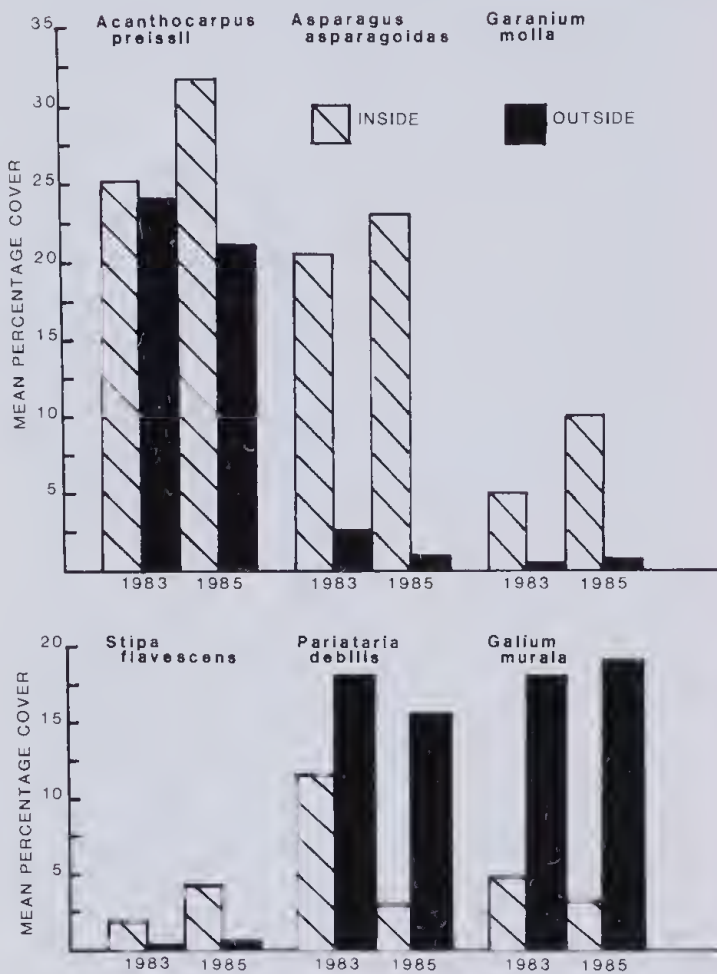 Acanthocarpus
preissii
Asparagus
asparagoidas
Garanium
molla
INSIDE
OUTSIDE
MEAN PERCENTAGE COVER
35
30
25
20
15
10
5
1983
1985
1983
1985
1983
1985
Stipa
flavescens
Pariataria
debilis
Galium
murala
MEAN PERCENTAGE COVER
20
15
10
5
1983
1985
1983
1985
1983
1985